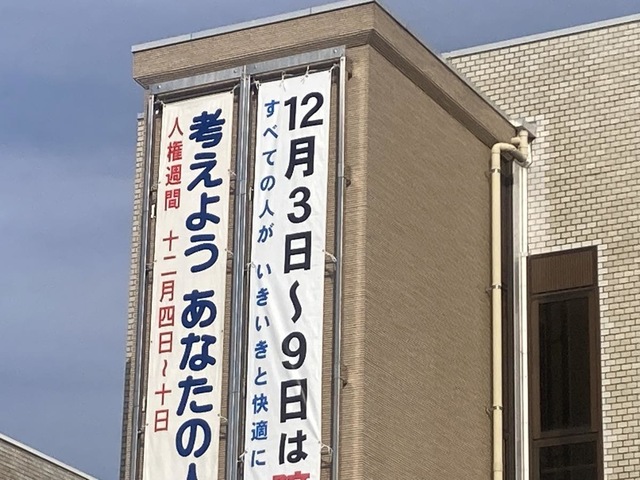 12月3日～9日は
すべての人が いきいきと快適に
考えよう あなたの人
人権週間 十二月四日～十日